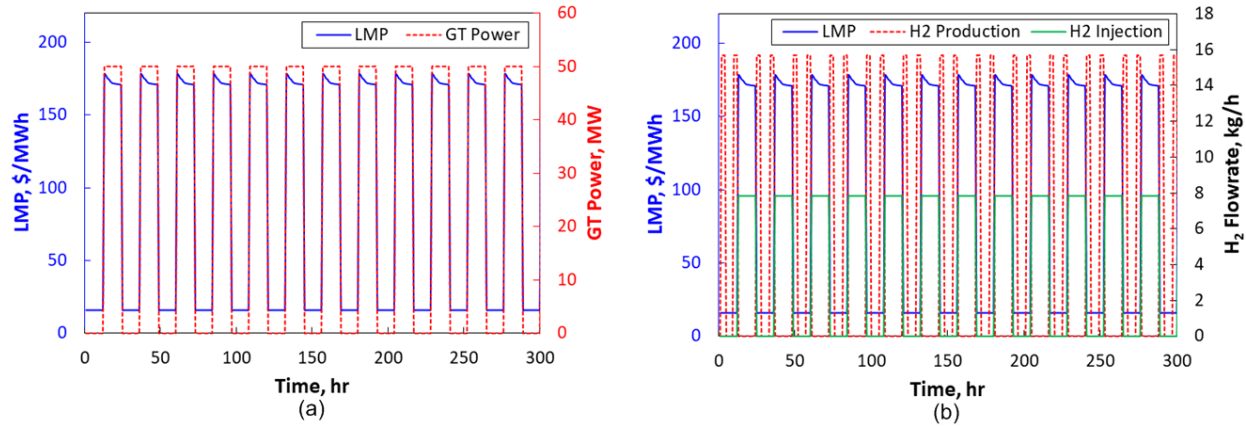 LMP GT Power
200
150
100
50
0
LMP, $/MWh
60
50
40
30
20
10
0
GT Power, MW
0 50 100 150 200 250 300
Time, hr
(a)
LMP H2 Production H2 Injection
200
150
100
50
0
LMP, $/MWh
18
16
14
12
10
8
6
4
2
0
H₂ Flowrate, kg/h
0 50 100 150 200 250 300
Time, hr
(b)